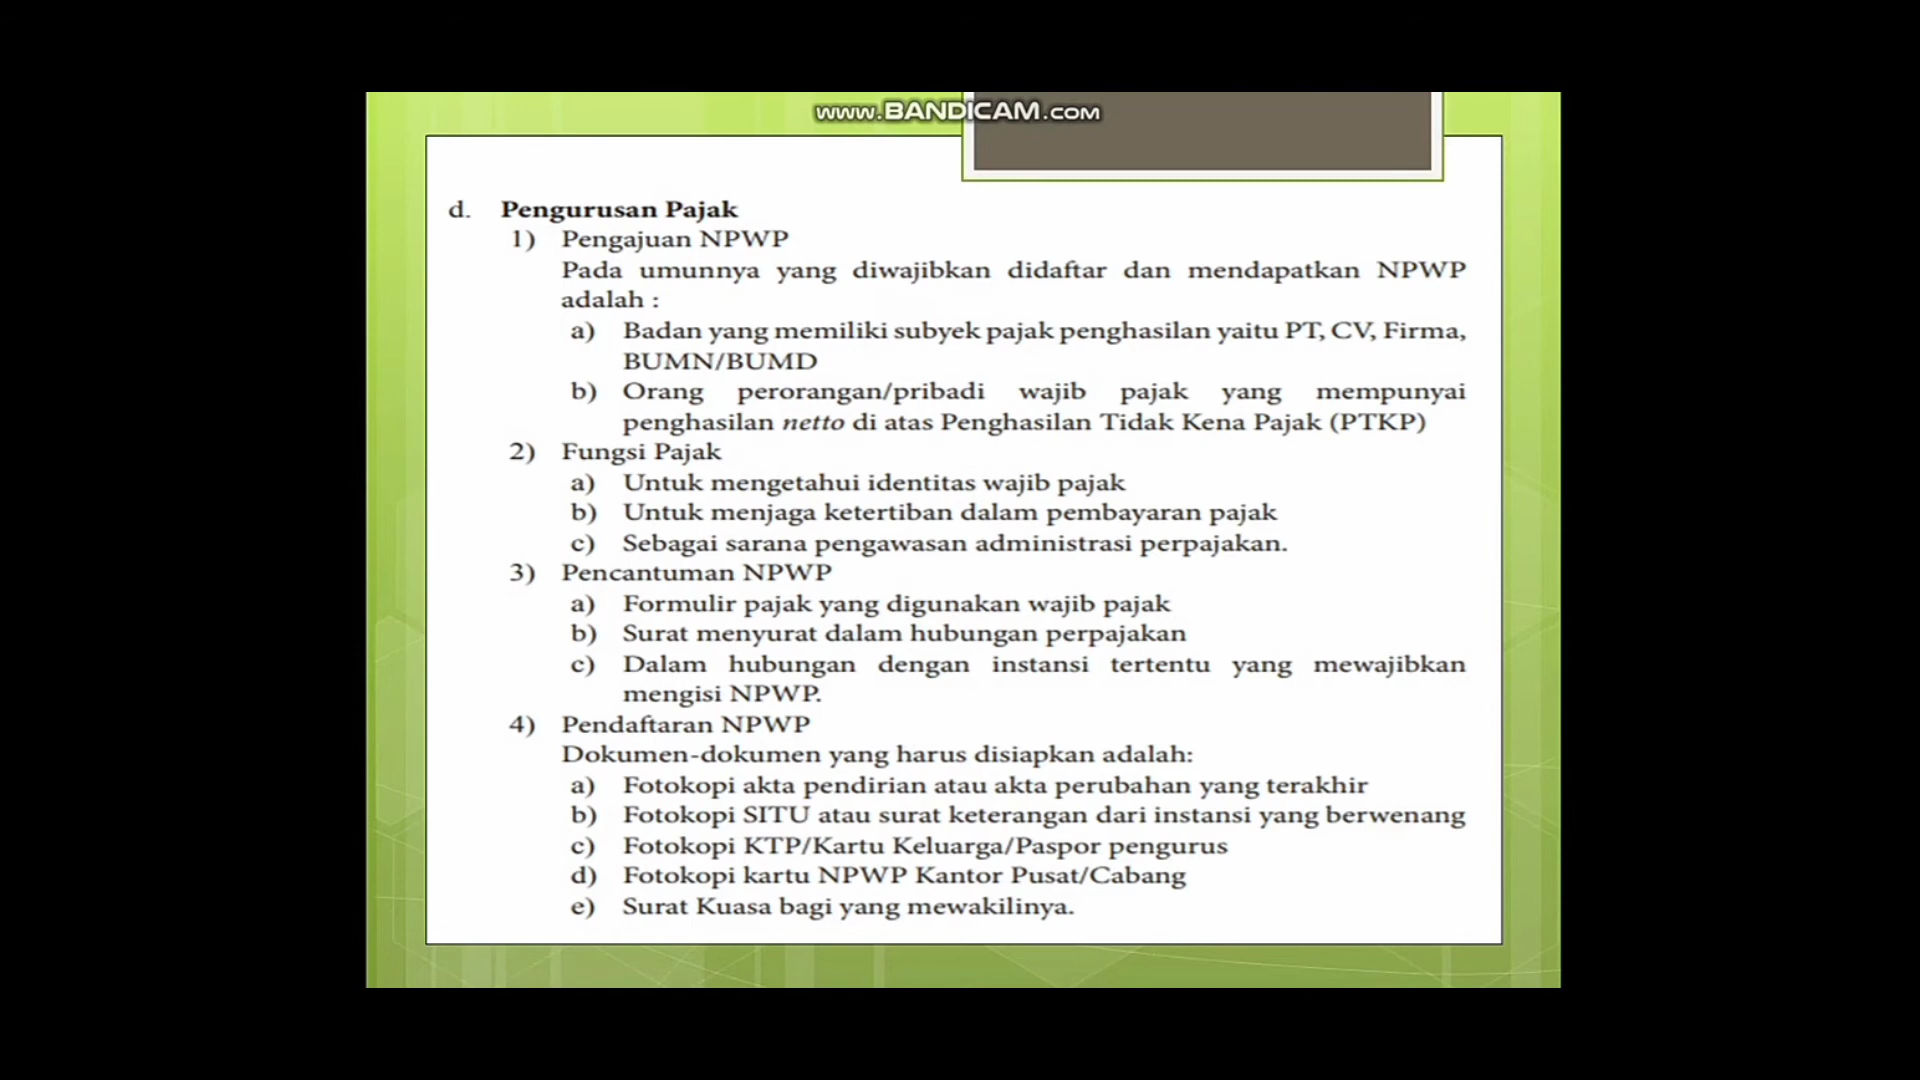 www.BANDICAM.com
d. Pengurusan Pajak
1) Pengajuan NPWP
Pada umunnya yang diwajibkan didaftar dan mendapatkan NPWP
adalah :
a) Badan yang memiliki subyek pajak penghasilan yaitu PT, CV, Firma,
BUMN/BUMD
b) Orang perorangan/pribadi wajib pajak yang mempunyai
penghasilan netto di atas Penghasilan Tidak Kena Pajak (PTKP)
2) Fungsi Pajak
a) Untuk mengetahui identitas wajib pajak
b) Untuk menjaga ketertiban dalam pembayaran pajak
c) Sebagai sarana pengawasan administrasi perpajakan.
3) Pencantuman NPWP
a) Formulir pajak yang digunakan wajib pajak
b) Surat menyurat dalam hubungan perpajakan
c) Dalam hubungan dengan instansi tertentu yang mewajibkan
mengisi NPWP.
4) Pendaftaran NPWP
Dokumen-dokumen yang harus disiapkan adalah:
a) Fotokopi akta pendirian atau akta perubahan yang terakhir
b) Fotokopi SITU atau surat keterangan dari instansi yang berwenang
c) Fotokopi KTP/Kartu Keluarga/Paspor pengurus
d) Fotokopi kartu NPWP Kantor Pusat/Cabang
e) Surat Kuasa bagi yang mewakilinya.